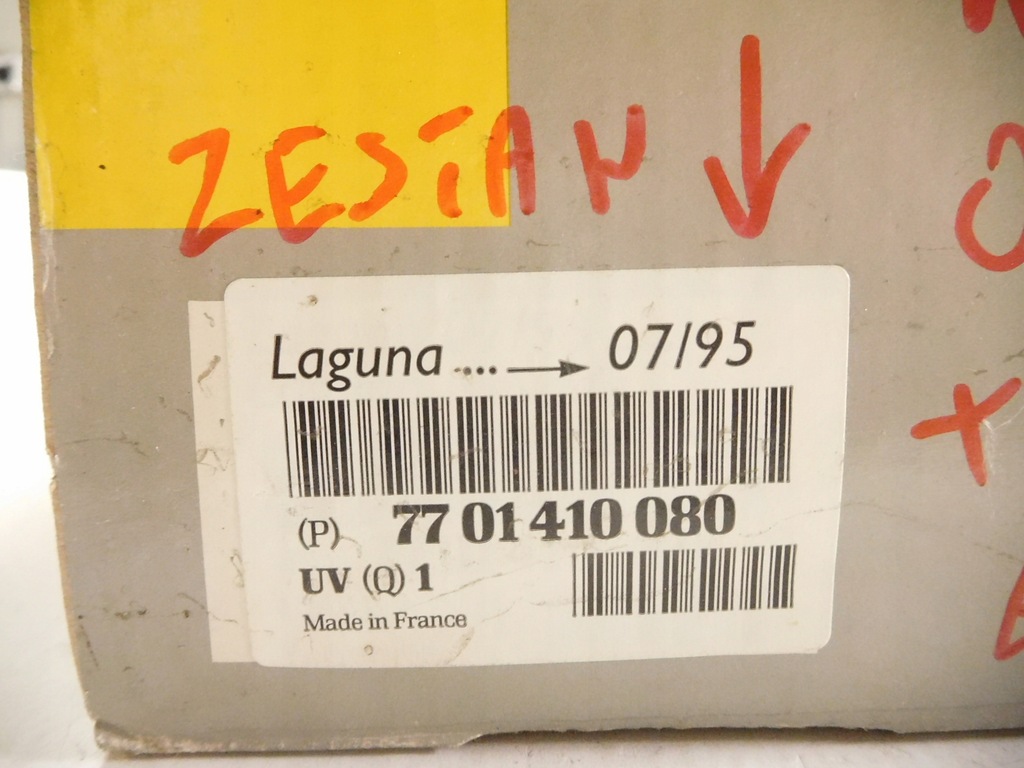 ZESTAW ↓
Laguna ....→ 07/95
(P) 77 01 410 080
UV (Q) 1
Made in France